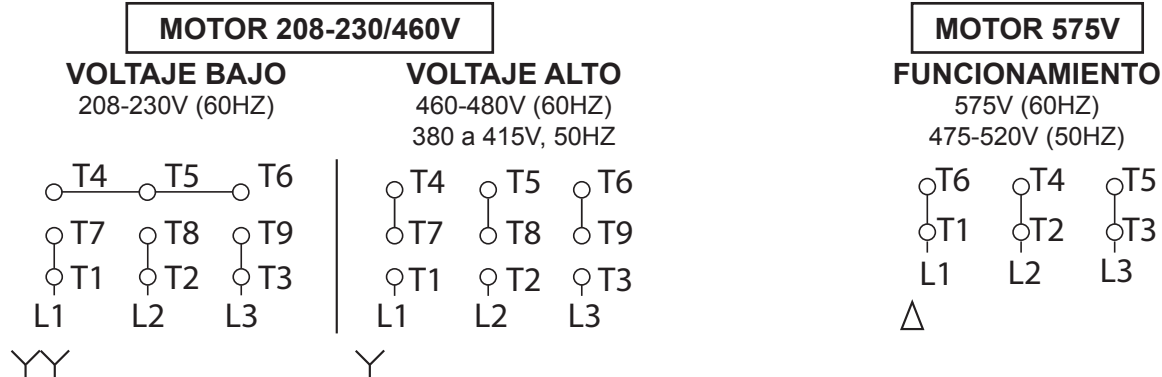 MOTOR 208-230/460V
VOLTAJE BAJO
208-230V (60HZ)
T4 T5 T6
T7 T8 T9
T1 T2 T3
L1 L2 L3
VOLTAJE ALTO
460-480V (60HZ)
380 a 415V, 50HZ
T4 T5 T6
T7 T8 T9
T1 T2 T3
L1 L2 L3
MOTOR 575V
FUNCIONAMIENTO
575V (60HZ)
475-520V (50HZ)
T6 T4 T5
T1 T2 T3
L1 L2 L3